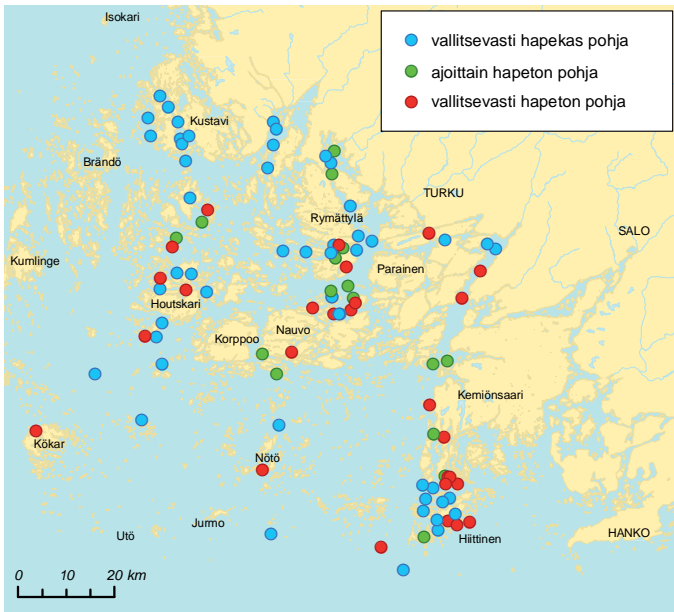 Isokari
vallitsevasti hapekas pohja
ajoittain hapeton pohja
vallitsevasti hapeton pohja
Kustavi
Brändö
TURKU
Rymättylä
SALO
Kumlinge
Parainen
Houtskari
Nauvo
Korppoo
Kemiönsaari
Kökar
Nötö
Jurmo
Utö
HANKO
Hiittinen
0 10 20 km